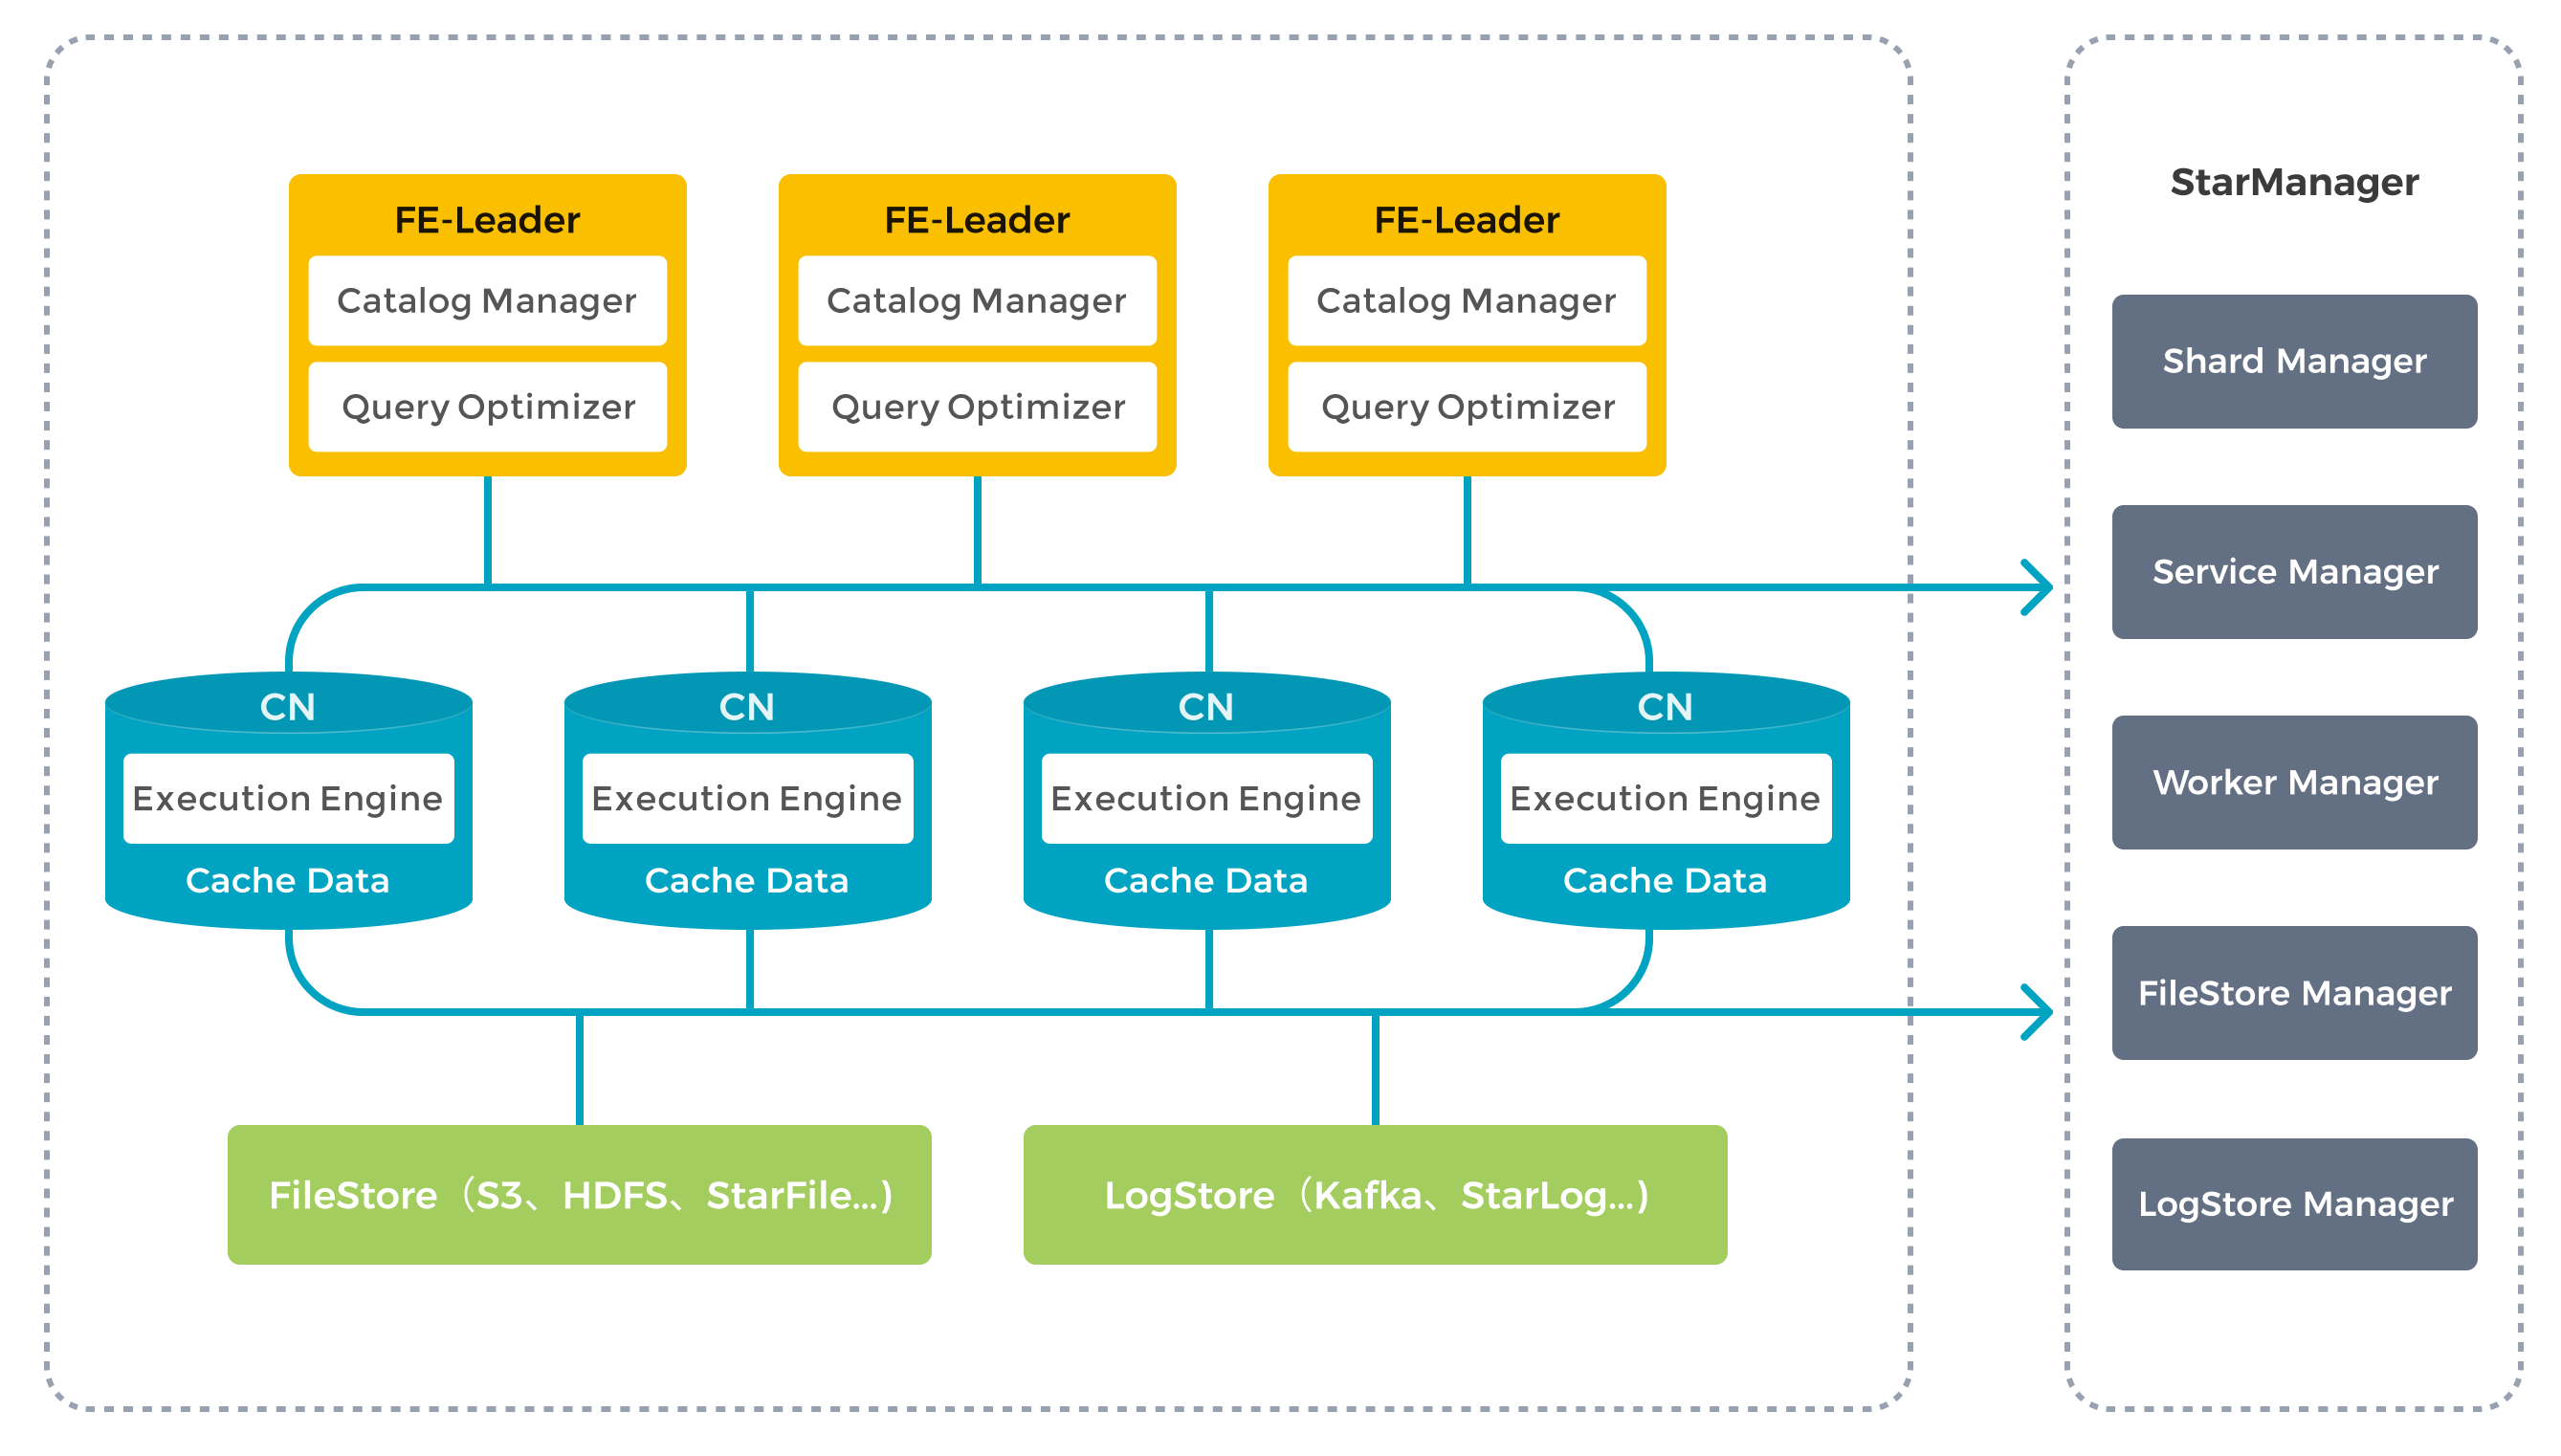 FE-Leader
Catalog Manager
Query Optimizer
FE-Leader
Catalog Manager
Query Optimizer
FE-Leader
Catalog Manager
Query Optimizer
CN
Execution Engine
Cache Data
CN
Execution Engine
Cache Data
CN
Execution Engine
Cache Data
CN
Execution Engine
Cache Data
FileStore（S3、HDFS、StarFile...)
LogStore（Kafka、StarLog...)
StarManager
Shard Manager
Service Manager
Worker Manager
FileStore Manager
LogStore Manager